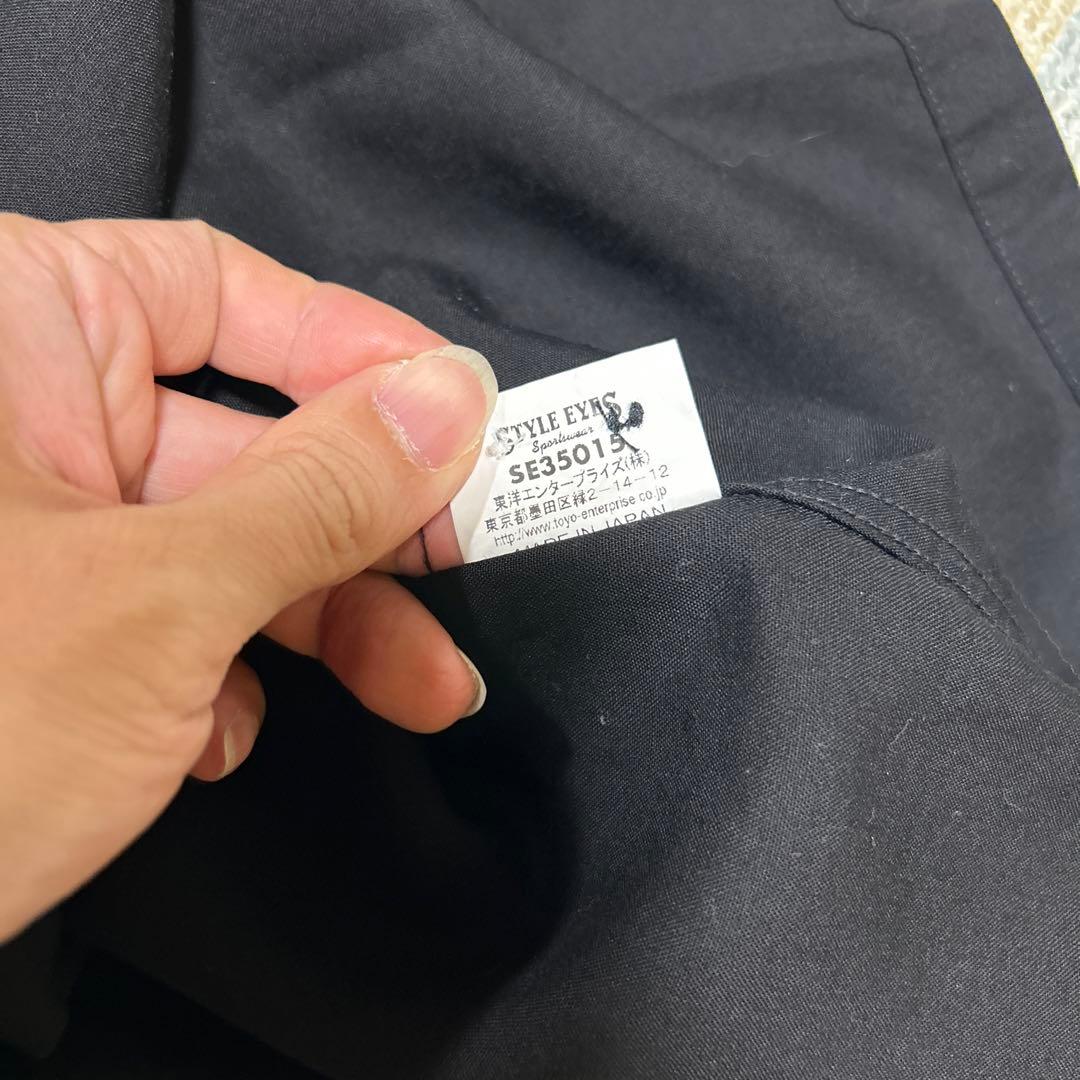 STYLE EYES
Sportswear
SE35015
東洋エンタープライズ(株)
東京都墨田区緑2-14-12
http://www.toyo-enterprise.co.jp
MADE IN JAPAN